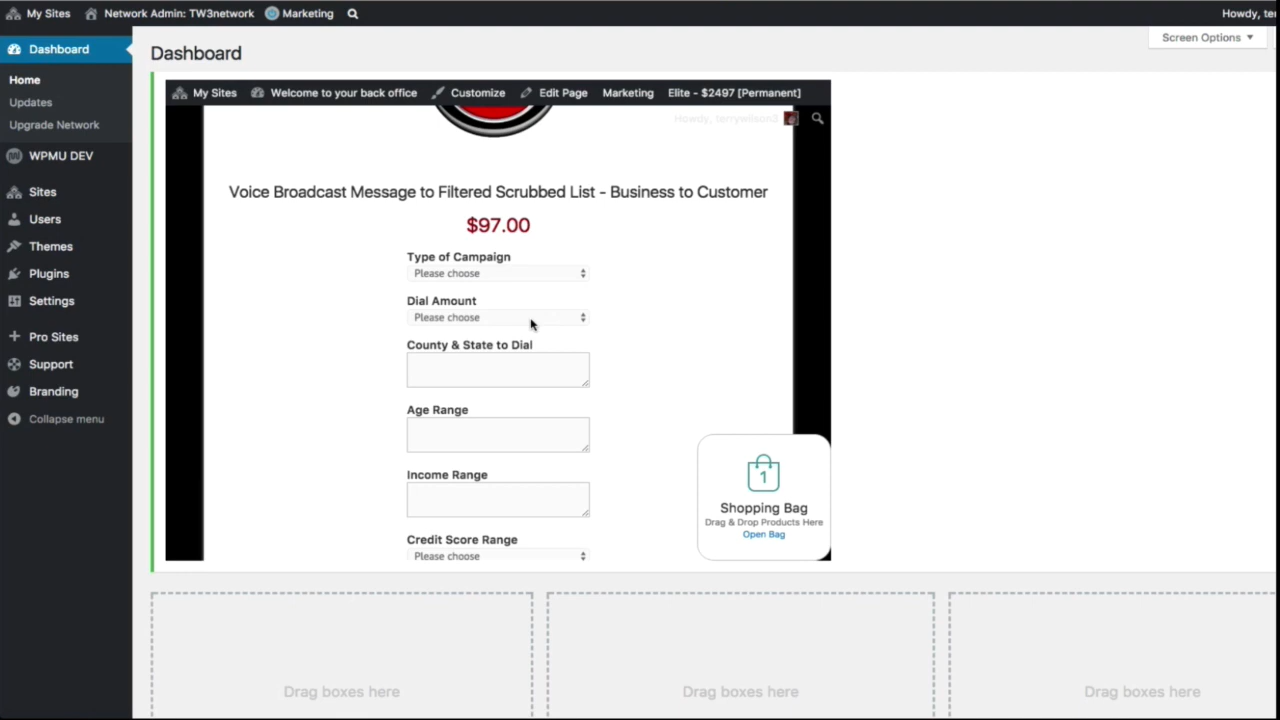 My Sites Network Admin: TW3network Marketing Howdy, te
Dashboard
Home
Updates
Upgrade Network
WPMU DEV
Sites
Users
Themes
Plugins
Settings
Pro Sites
Support
Branding
Collapse menu
Screen Options
Dashboard
My Sites Welcome to your back office Customize Edit Page Marketing Elite - $2497 [Permanent]
Howdy, terrywilson3
Voice Broadcast Message to Filtered Scrubbed List - Business to Customer
$97.00
Type of Campaign
Please choose
Dial Amount
Please choose
County & State to Dial
Age Range
Income Range
Credit Score Range
Please choose
1
Shopping Bag
Drag & Drop Products Here
Open Bag
Drag boxes here
Drag boxes here
Drag boxes here